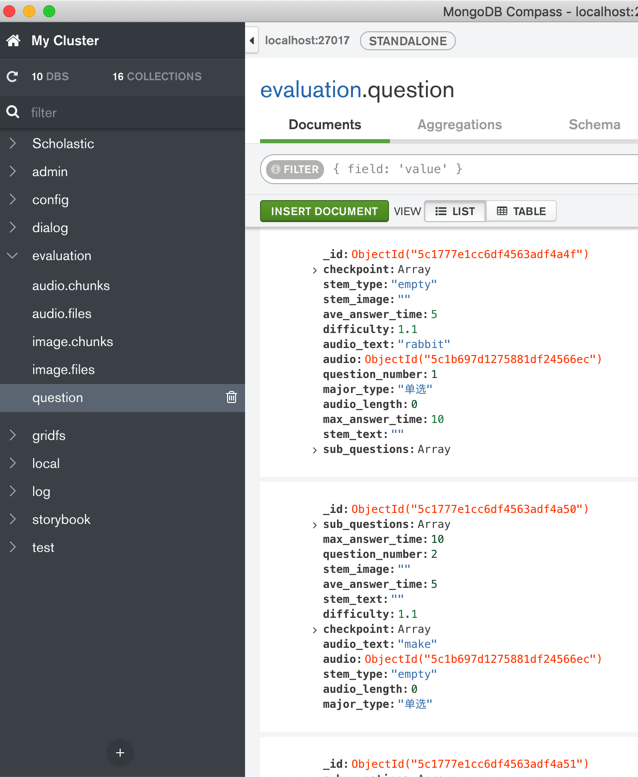 MongoDB Compass - localhost:2
My Cluster
localhost:27017 STANDALONE
10 DBS 16 COLLECTIONS
filter
evaluation.question
Documents Aggregations Schema
FILTER { field: 'value' }
INSERT DOCUMENT VIEW LIST TABLE
Scholastic
admin
config
dialog
evaluation
audio.chunks
audio.files
image.chunks
image.files
question
gridfs
local
log
storybook
test
_id: ObjectId("5c1777e1cc6df4563adf4a4f")
checkpoint: Array
stem_type: "empty"
stem_image: ""
ave_answer_time: 5
difficulty: 1.1
audio_text: "rabbit"
audio: ObjectId("5c1b697d1275881df24566ec")
question_number: 1
major_type: "单选"
audio_length: 0
max_answer_time: 10
stem_text: ""
sub_questions: Array
_id: ObjectId("5c1777e1cc6df4563adf4a50")
sub_questions: Array
max_answer_time: 10
question_number: 2
stem_image: ""
ave_answer_time: 5
stem_text: ""
difficulty: 1.1
checkpoint: Array
audio_text: "make"
audio: ObjectId("5c1b697d1275881df24566ec")
stem_type: "empty"
audio_length: 0
major_type: "单选"
_id: ObjectId("5c1777e1cc6df4563adf4a51")